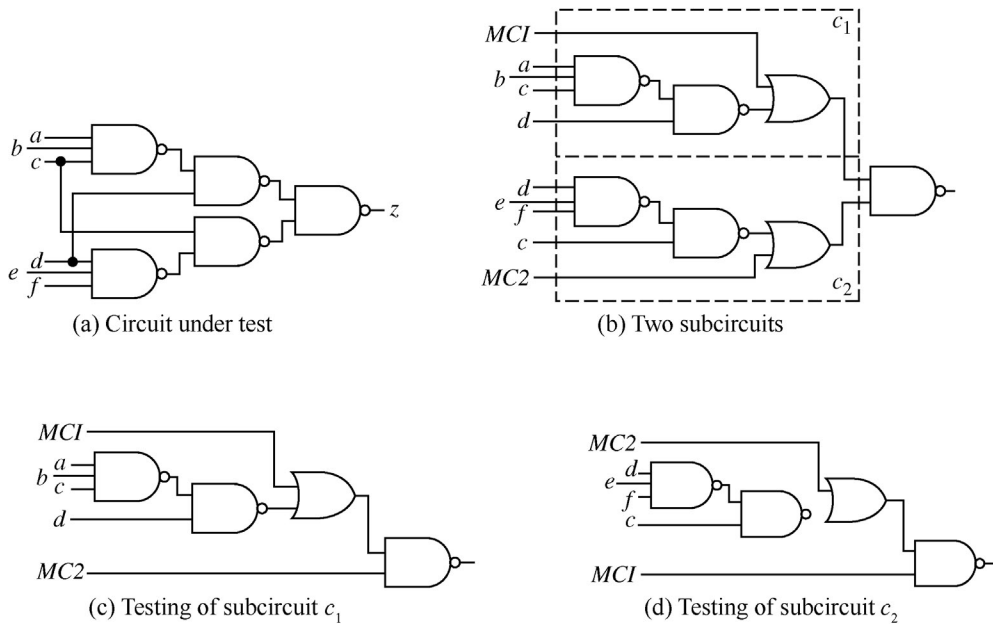 a
b
c
d
e
f
z
(a) Circuit under test
MCI
c1
a
b
c
d
d
e
f
c
MC2
c2
(b) Two subcircuits
MCI
a
b
c
d
MC2
(c) Testing of subcircuit c1
MC2
d
e
f
c
MCI
(d) Testing of subcircuit c2